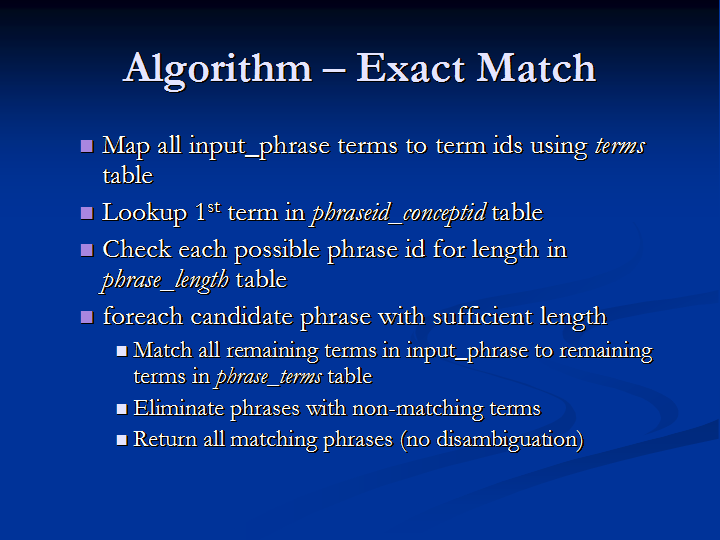 Algorithm – Exact Match
Map all input_phrase terms to term ids using terms
table
Lookup 1st term in phraseid_conceptid table
Check each possible phrase id for length in
phrase_length table
foreach candidate phrase with sufficient length
Match all remaining terms in input_phrase to remaining
terms in phrase_terms table
Eliminate phrases with non-matching terms
Return all matching phrases (no disambiguation)